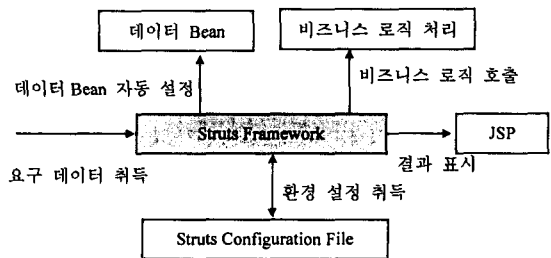 데이터 Bean
비즈니스 로직 처리
데이터 Bean 자동 설정
비즈니스 로직 호출
Struts Framework
JSP
요구 데이터 취득
결과 표시
환경 설정 취득
Struts Configuration File